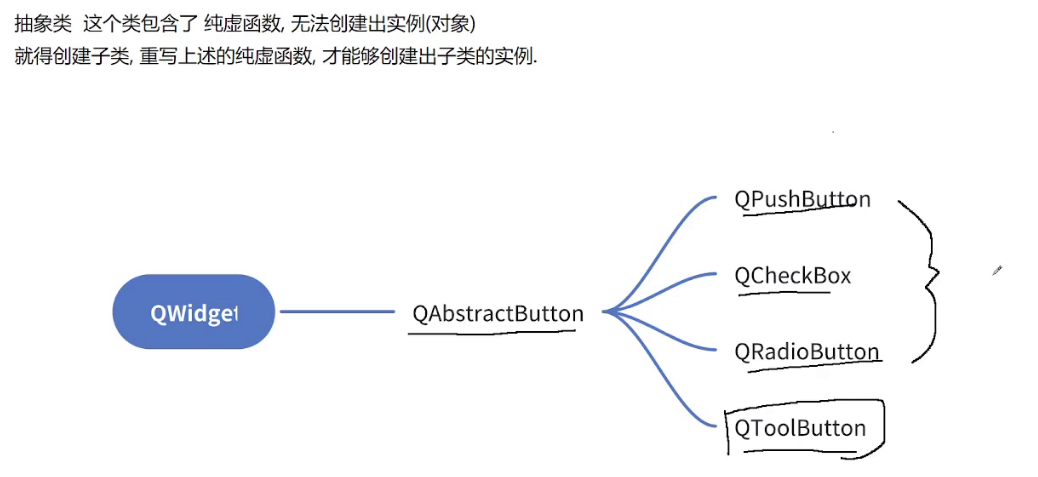 抽象类 这个类包含了 纯虚函数, 无法创建出实例(对象)
就得创建子类, 重写上述的纯虚函数, 才能够创建出子类的实例.
QPushButton
QCheckBox
QWidget
QAbstractButton
QRadioButton
QToolButton